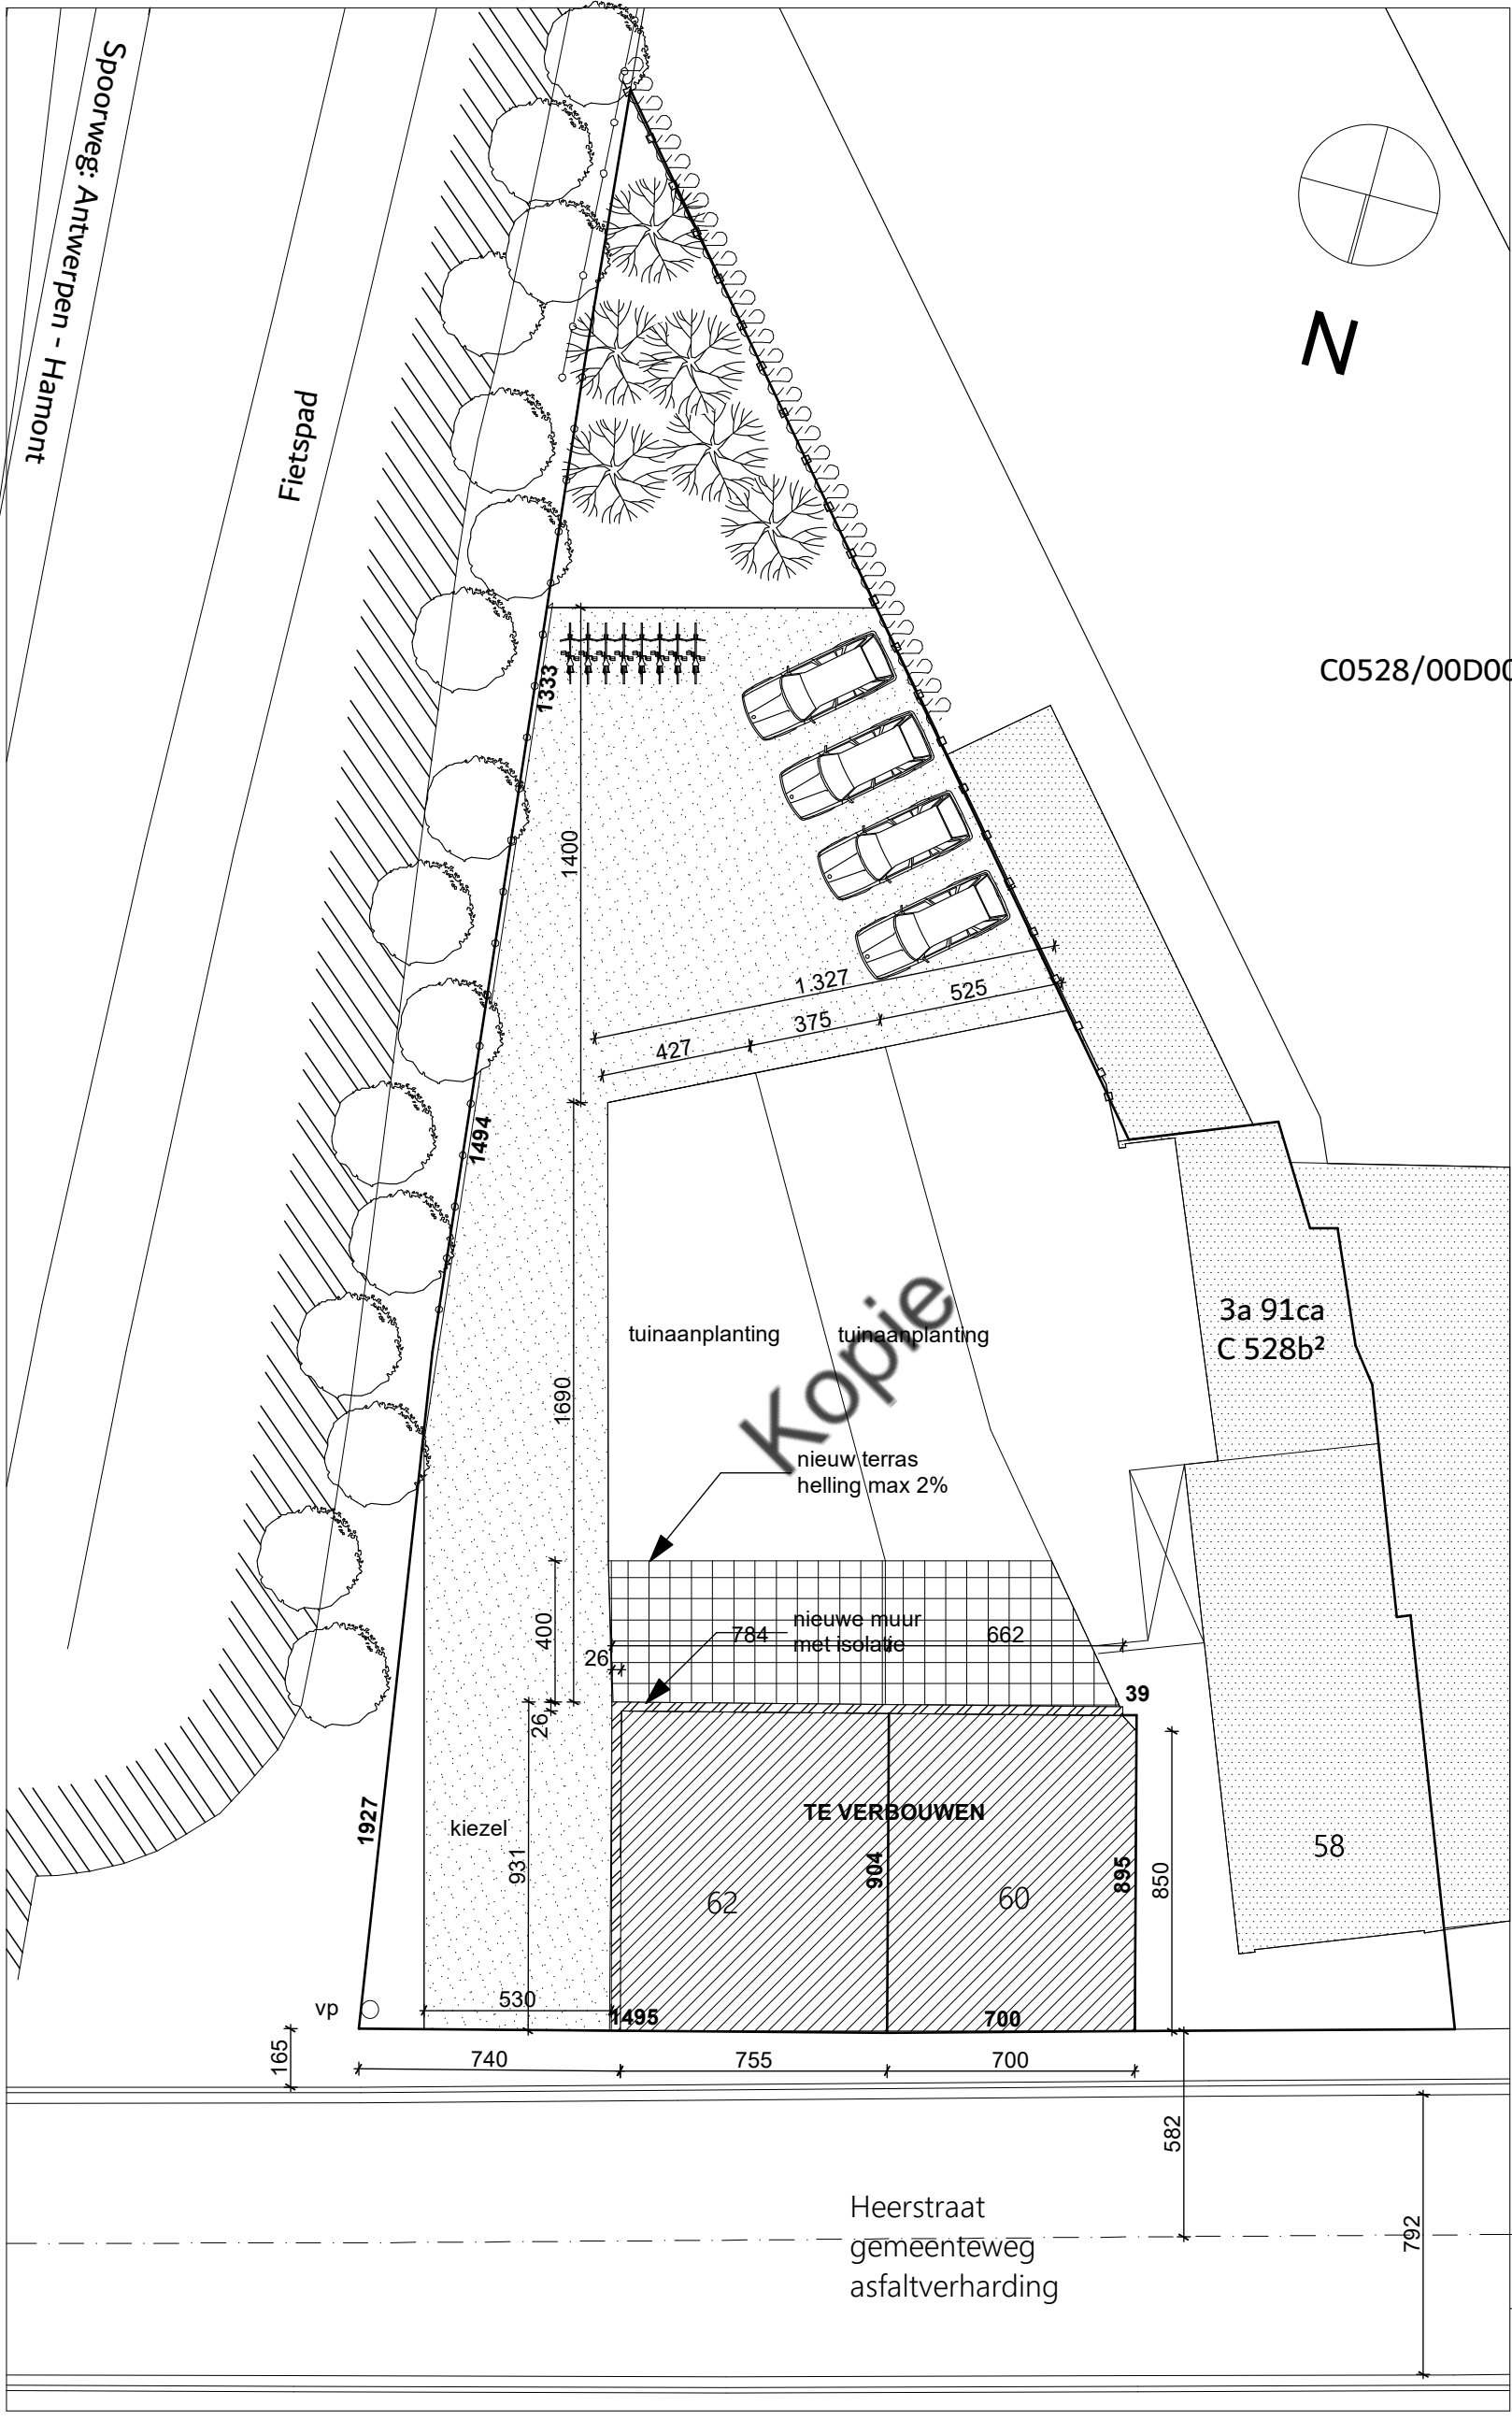 Spoorweg: Antwerpen - Hamont
Fietspad
N
1333
1400
1.327
525
375
427
1494
3a 91ca
C 528b²
tuinaanplanting
tuinaanplanting
Kopie
1690
nieuw terras
helling max 2%
400
784
nieuwe muur
met isolatie
662
26
39
26
TE VERBOUWEN
1927
kiezel
931
904
895
850
58
62
60
530
vp
1495
700
165
740
755
700
582
Heerstraat
gemeenteweg
asfaltverharding
792